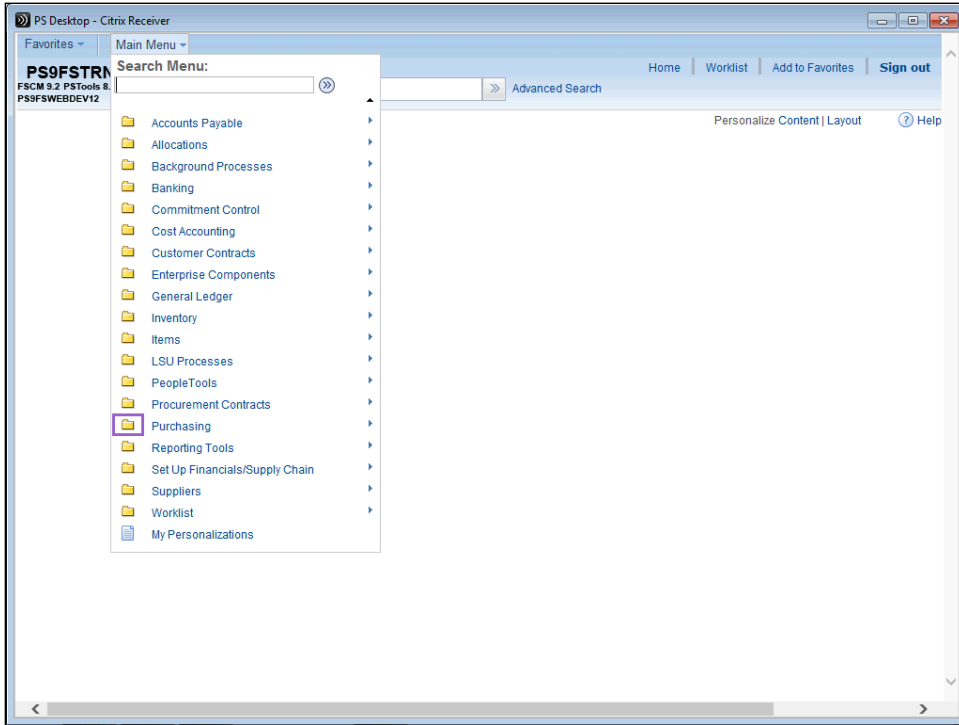 PS Desktop - Citrix Receiver
Favorites Main Menu
PS9FSTRN Search Menu: Home Worklist Add to Favorites Sign out
FSCM 9.2 PSTools 8. Advanced Search
PS9FSWEBDEV12
Personalize Content | Layout ? Help
Accounts Payable
Allocations
Background Processes
Banking
Commitment Control
Cost Accounting
Customer Contracts
Enterprise Components
General Ledger
Inventory
Items
LSU Processes
PeopleTools
Procurement Contracts
Purchasing
Reporting Tools
Set Up Financials/Supply Chain
Suppliers
Worklist
My Personalizations